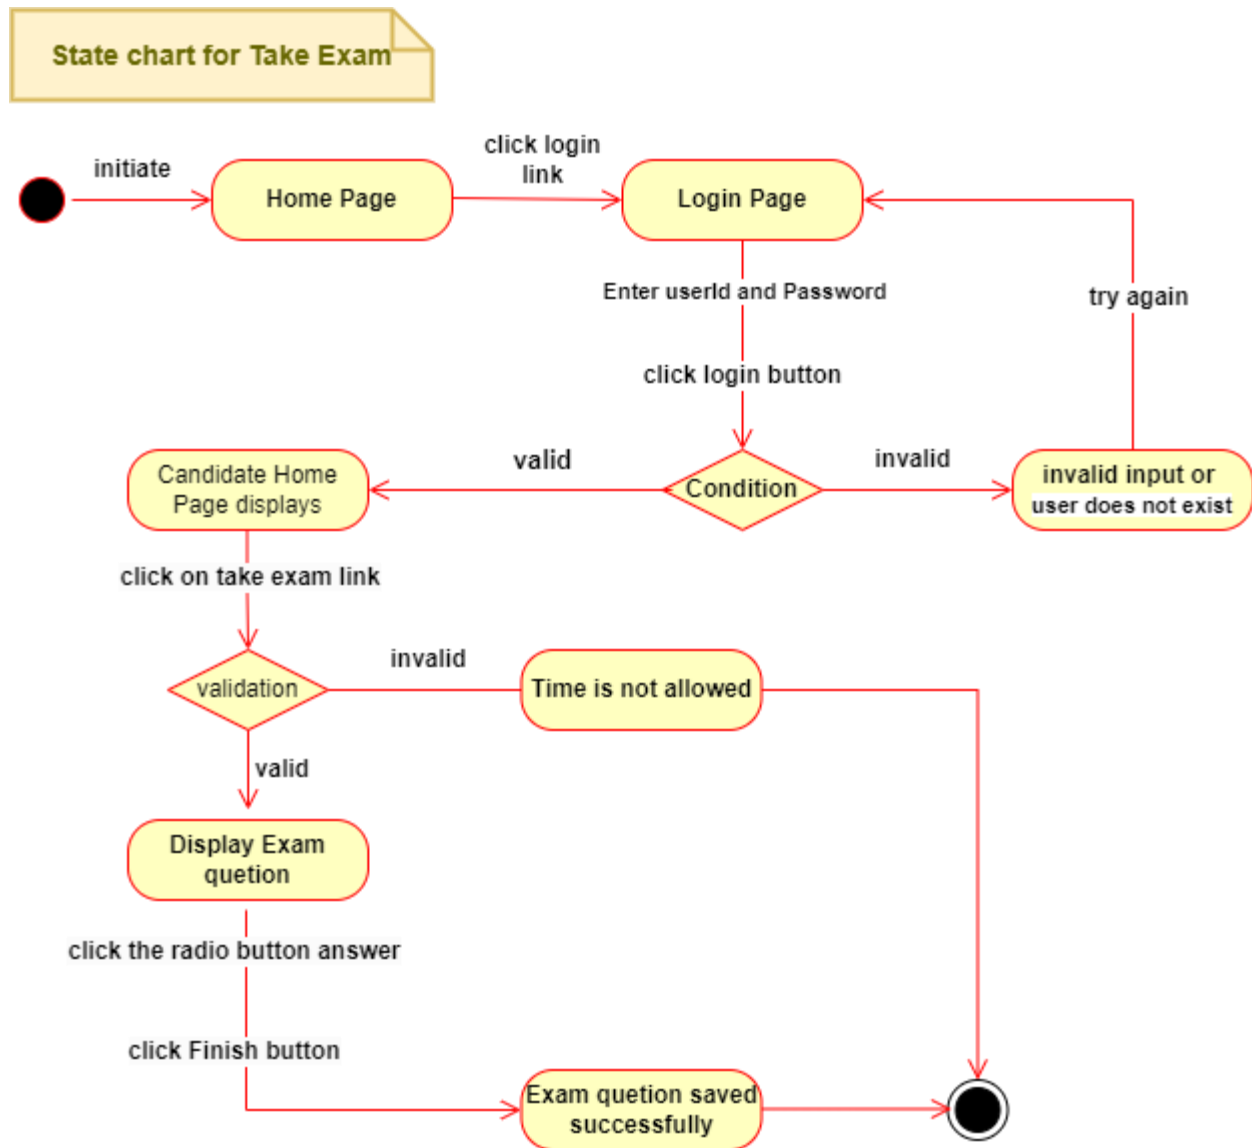 State chart for Take Exam
initiate
Home Page
click login
link
Login Page
Enter userId and Password
try again
click login button
Candidate Home
Page displays
valid
Condition
invalid
invalid input or
user does not exist
click on take exam link
validation
invalid
Time is not allowed
valid
Display Exam
quetion
click the radio button answer
click Finish button
Exam quetion saved
successfully